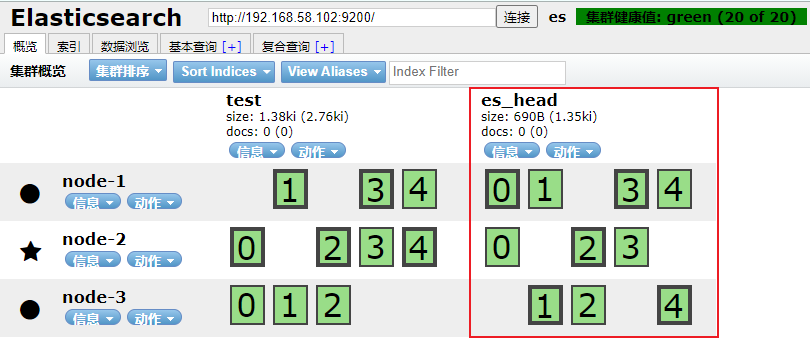 Elasticsearch http://192.168.58.102:9200/ 连接 es 集群健康值: green (20 of 20)
概览 索引 数据浏览 基本查询 [+] 复合查询 [+]
集群概览 集群排序 Sort Indices View Aliases Index Filter
test es_head
size: 1.38ki (2.76ki) size: 690B (1.35ki)
docs: 0 (0) docs: 0 (0)
信息 动作 信息 动作
node-1 1 3 4 0 1 3 4
信息 动作
node-2 0 2 3 4 0 2 3
信息 动作
node-3 0 1 2 1 2 4
信息 动作